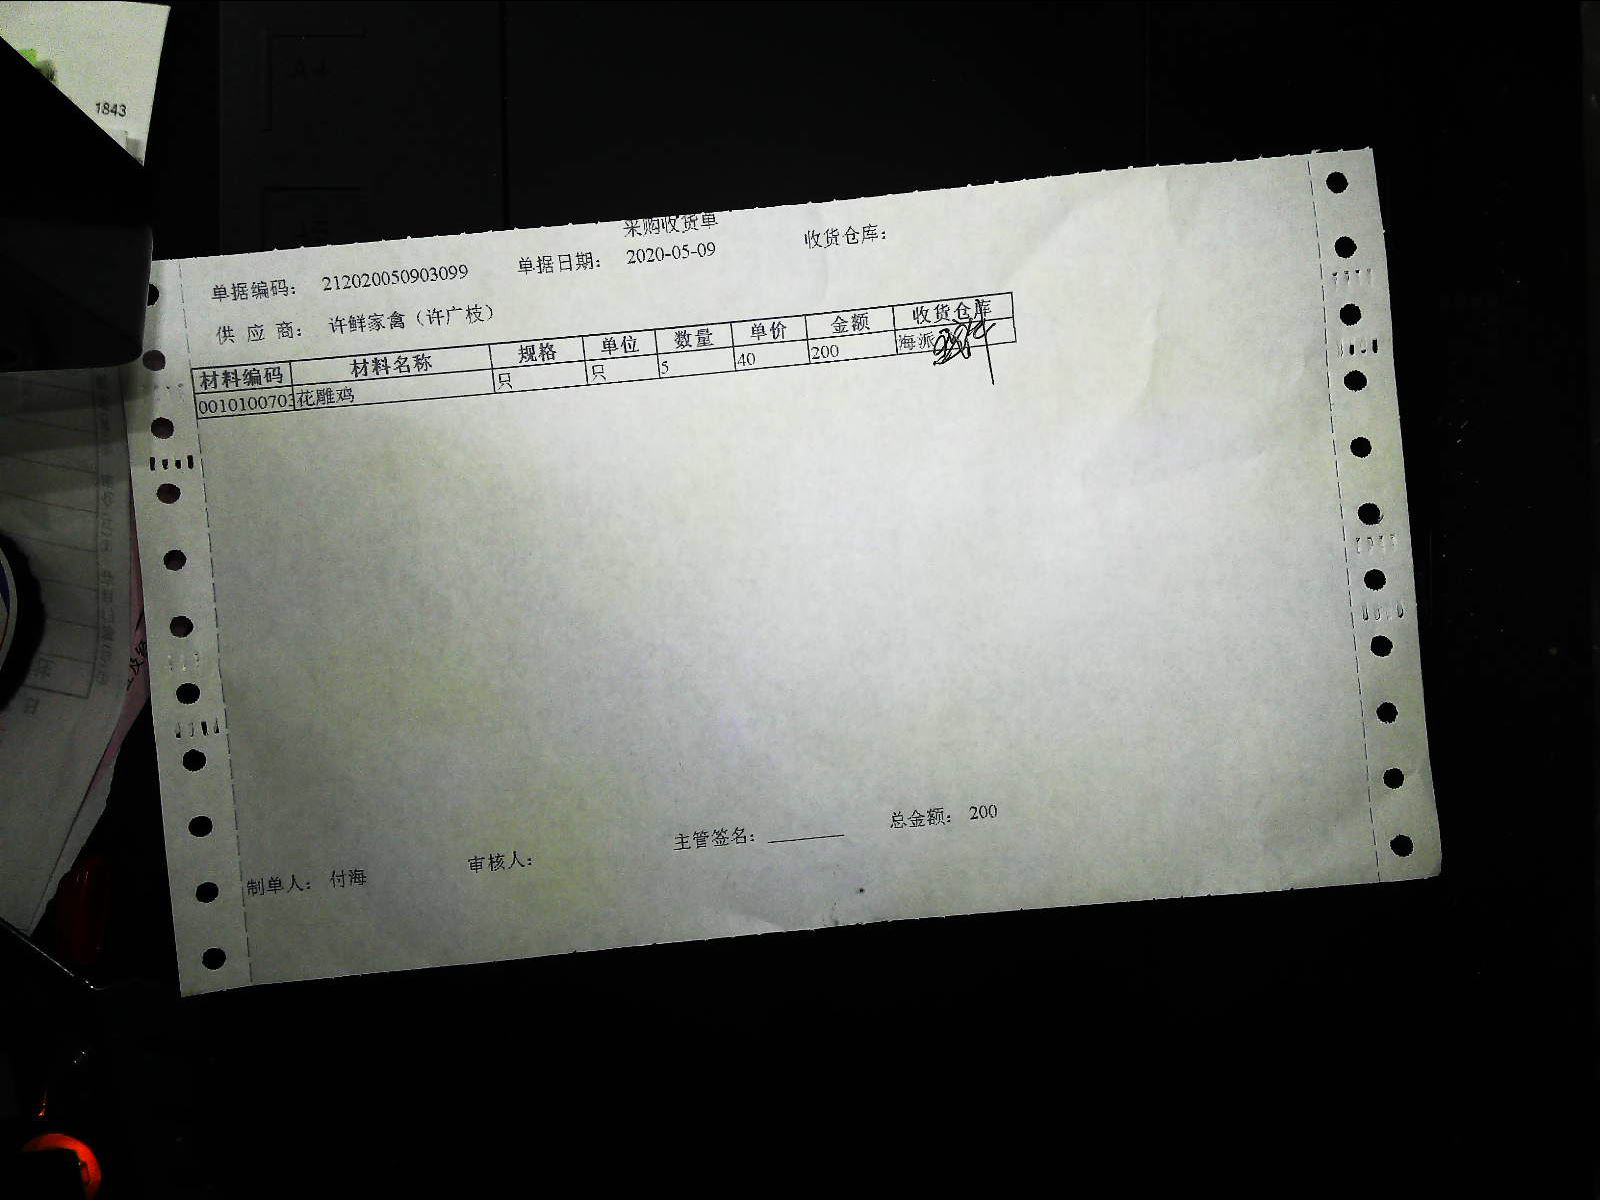 1843
采购收货单
单据编码： 212020050903099 单据日期： 2020-05-09 收货仓库：
供 应 商： 许鲜家禽（许广枝）
材料编码 材料名称 规格 单位 数量 单价 金额 收货仓库
0010100703 花雕鸡 只 只 5 40 200 海派
制单人： 付海 审核人： 主管签名： 总金额： 200